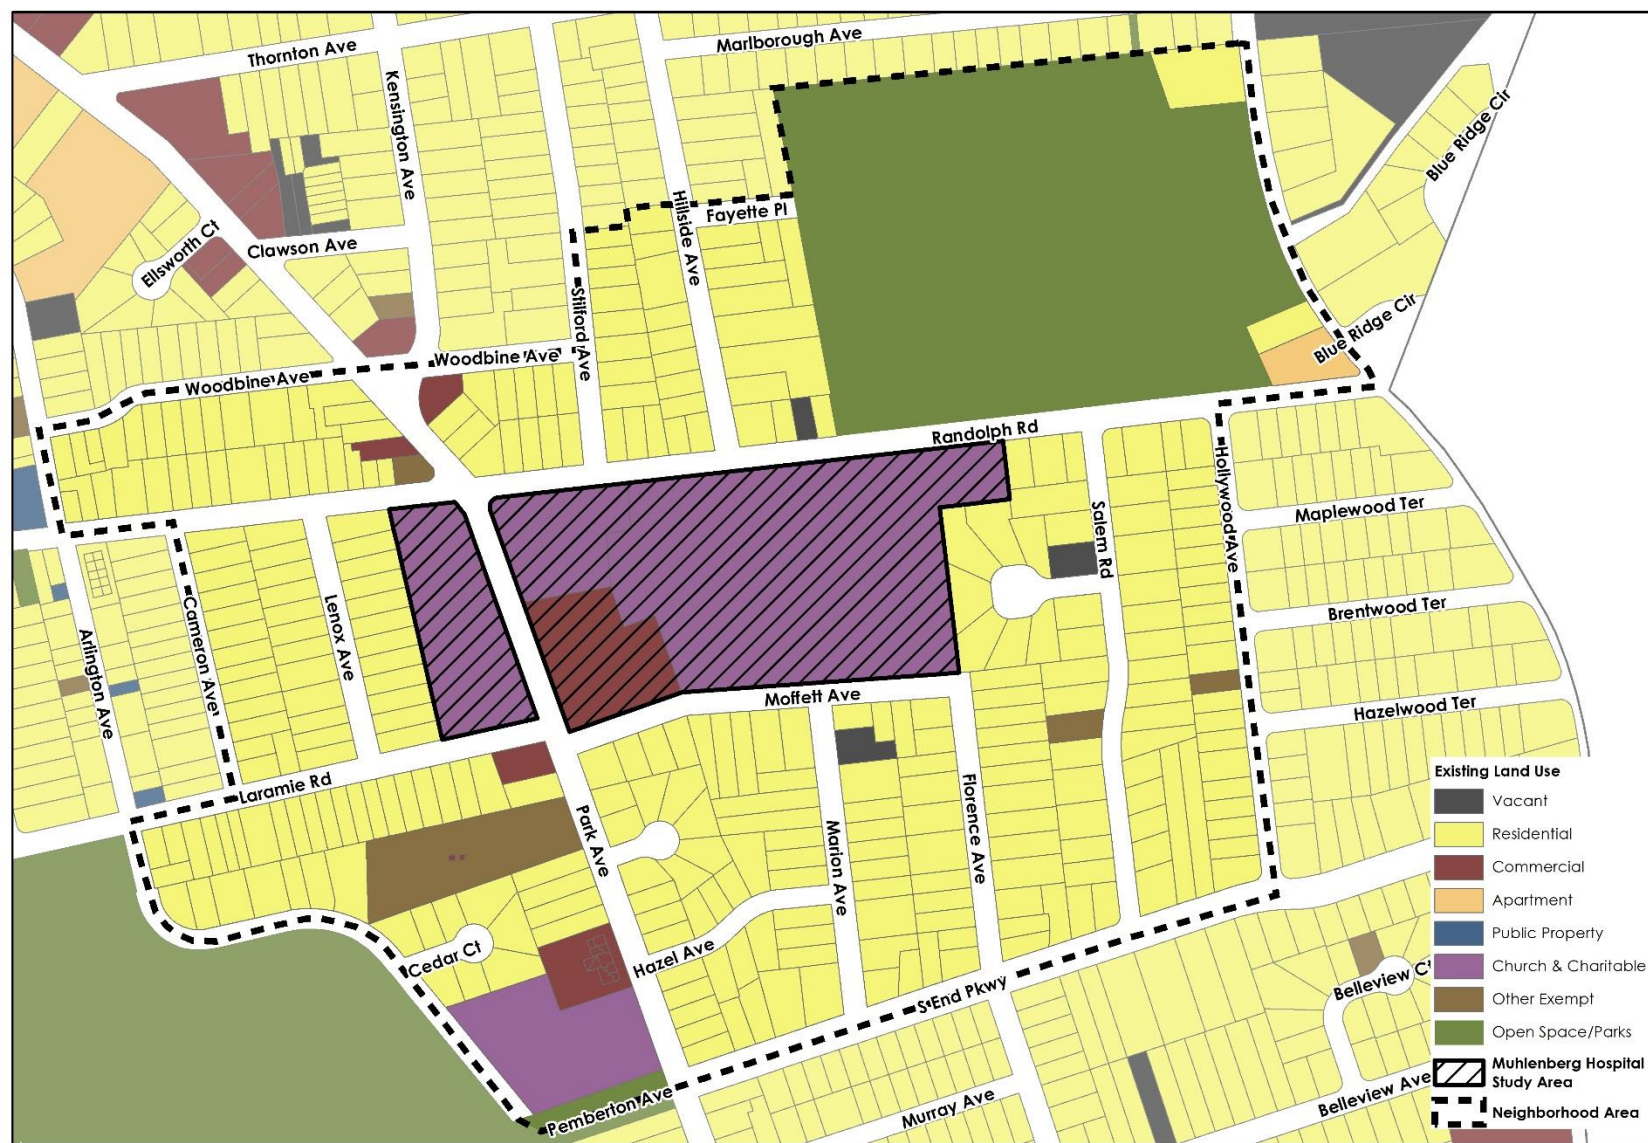 Thornton Ave
Marlborough Ave
Kensington Ave
Blue Ridge Cir
Hillside Ave
Fayette Pl
Ellsworth Ct
Clawson Ave
Stilford Ave
Blue Ridge Cir
Woodbine Ave
Woodbine Ave
Randolph Rd
Hollywood Ave
Maplewood Ter
Salem Rd
Brentwood Ter
Lenox Ave
Cameron Ave
Arlington Ave
Moffett Ave
Hazelwood Ter
Laramie Rd
Park Ave
Marion Ave
Florence Ave
Cedar Ct
Hazel Ave
S End Pkwy
Belleview Ct
Pemberton Ave
Murray Ave
Belleview Ave
Existing Land Use
Vacant
Residential
Commercial
Apartment
Public Property
Church & Charitable
Other Exempt
Open Space/Parks
Muhlenberg Hospital
Study Area
Neighborhood Area